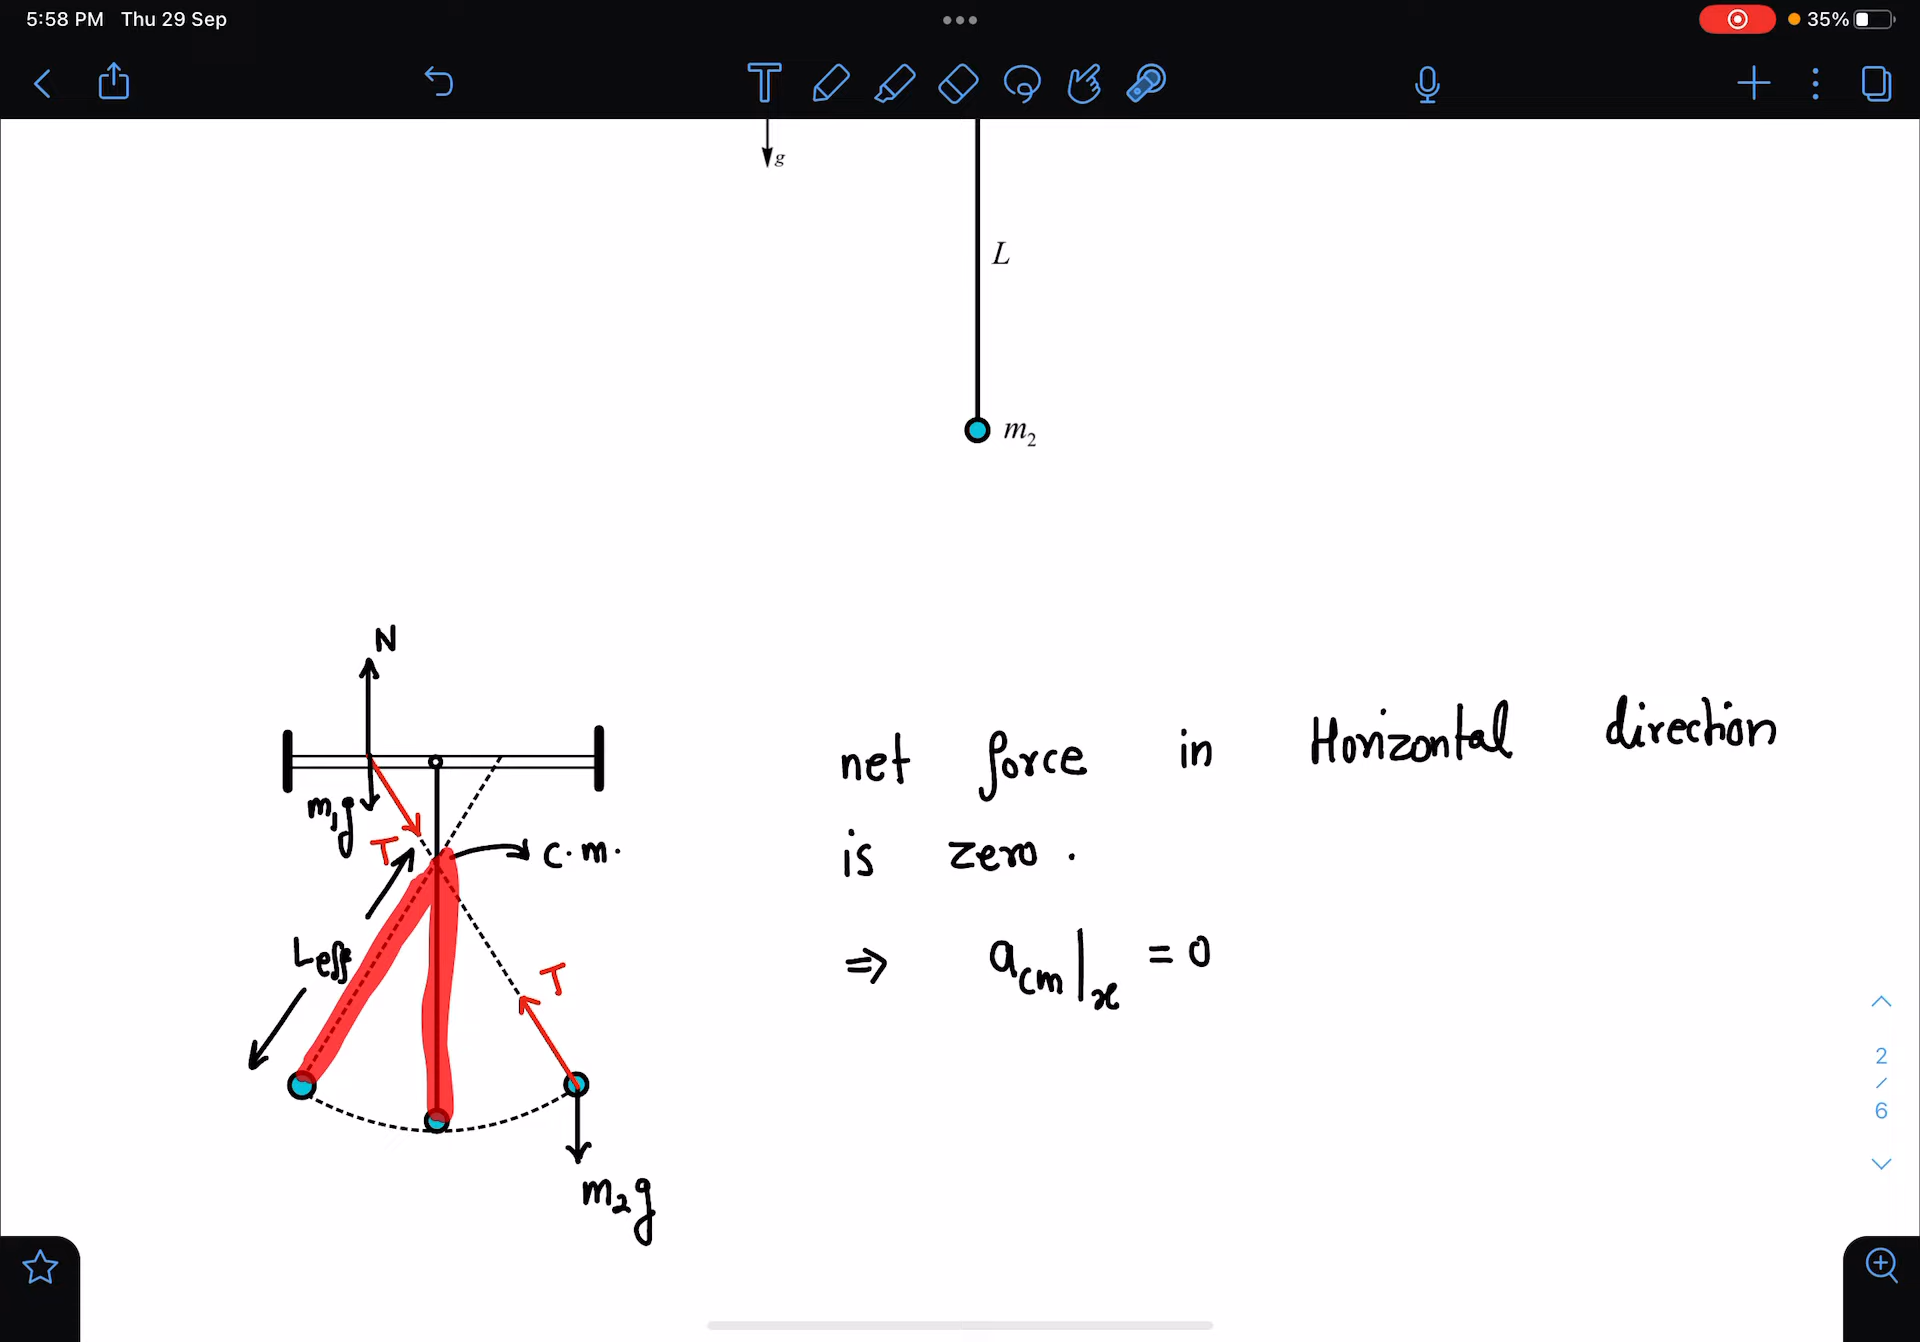 5:58 PM Thu 29 Sep
35%
g
L
m₂
N
net force in Horizontal direction
m₁g
T
c.m.
is zero.
Leff
T
⇒ acm|x = 0
2
/
6
m₂g